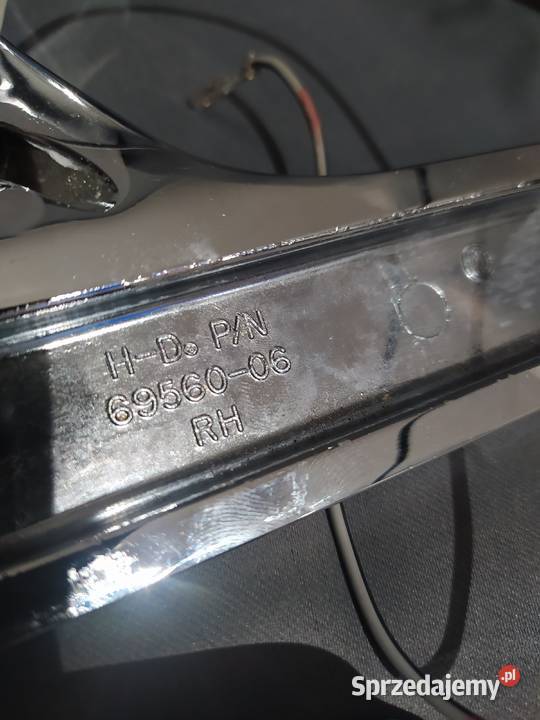 H-D. P/N
69560-06
RH
Sprzedajemy.pl